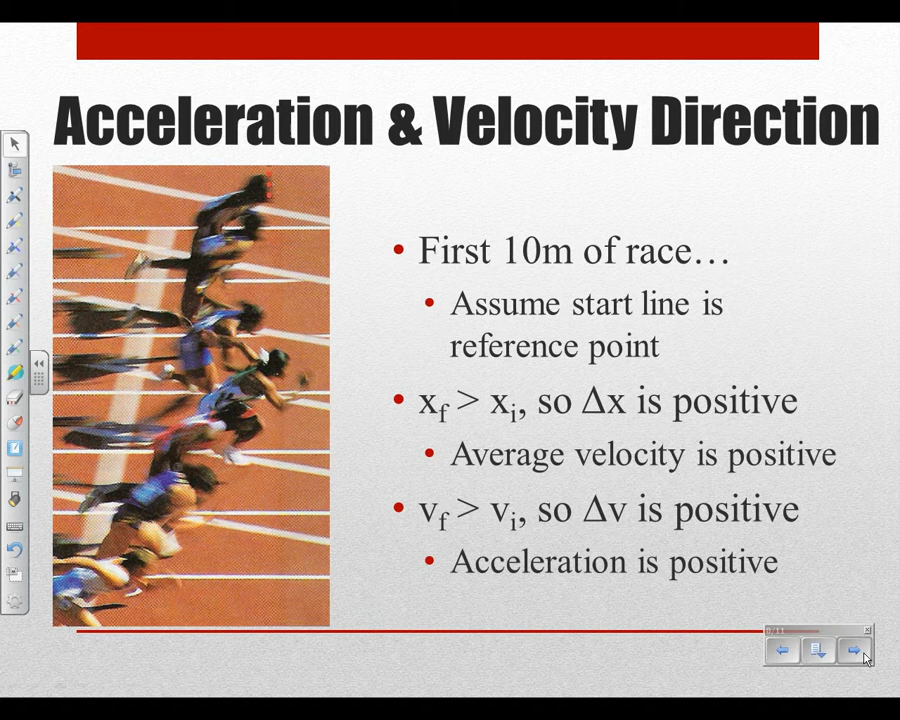 Acceleration & Velocity Direction
• First 10m of race…
• Assume start line is
reference point
• xf > xi, so Δx is positive
• Average velocity is positive
• vf > vi, so Δv is positive
• Acceleration is positive